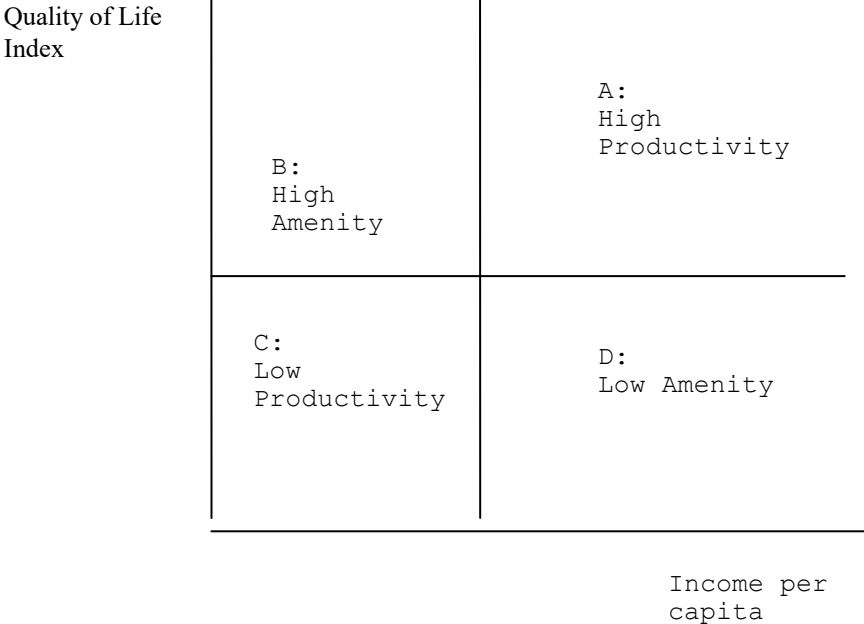 Quality of Life
Index
A:
High
Productivity
B:
High
Amenity
C:
Low
Productivity
D:
Low Amenity
Income per
capita